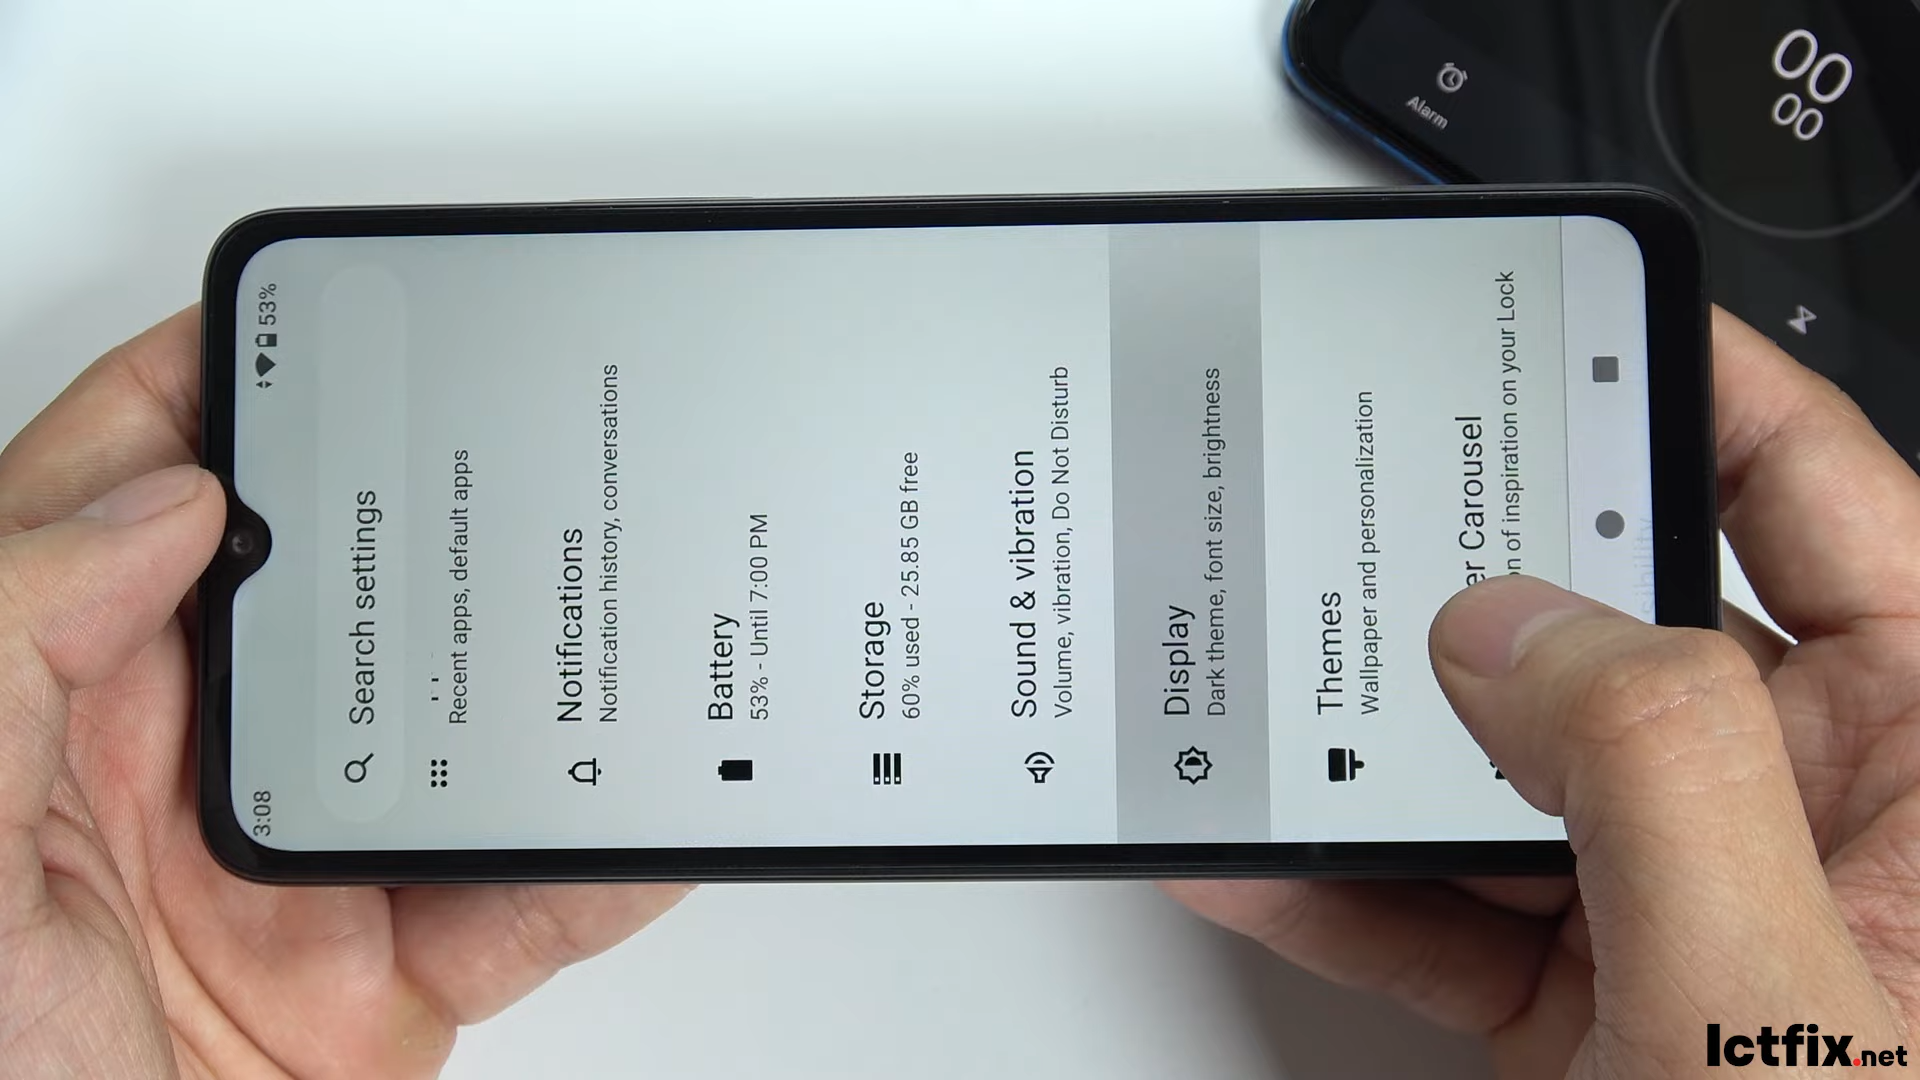 3:08
53%
Search settings
Recent apps, default apps
Notifications
Notification history, conversations
Battery
53% - Until 7:00 PM
Storage
60% used - 25.85 GB free
Sound & vibration
Volume, vibration, Do Not Disturb
Display
Dark theme, font size, brightness
Themes
Wallpaper and personalization
Carousel
of inspiration on your Lock
Alarm
00
00
Ictfix.net